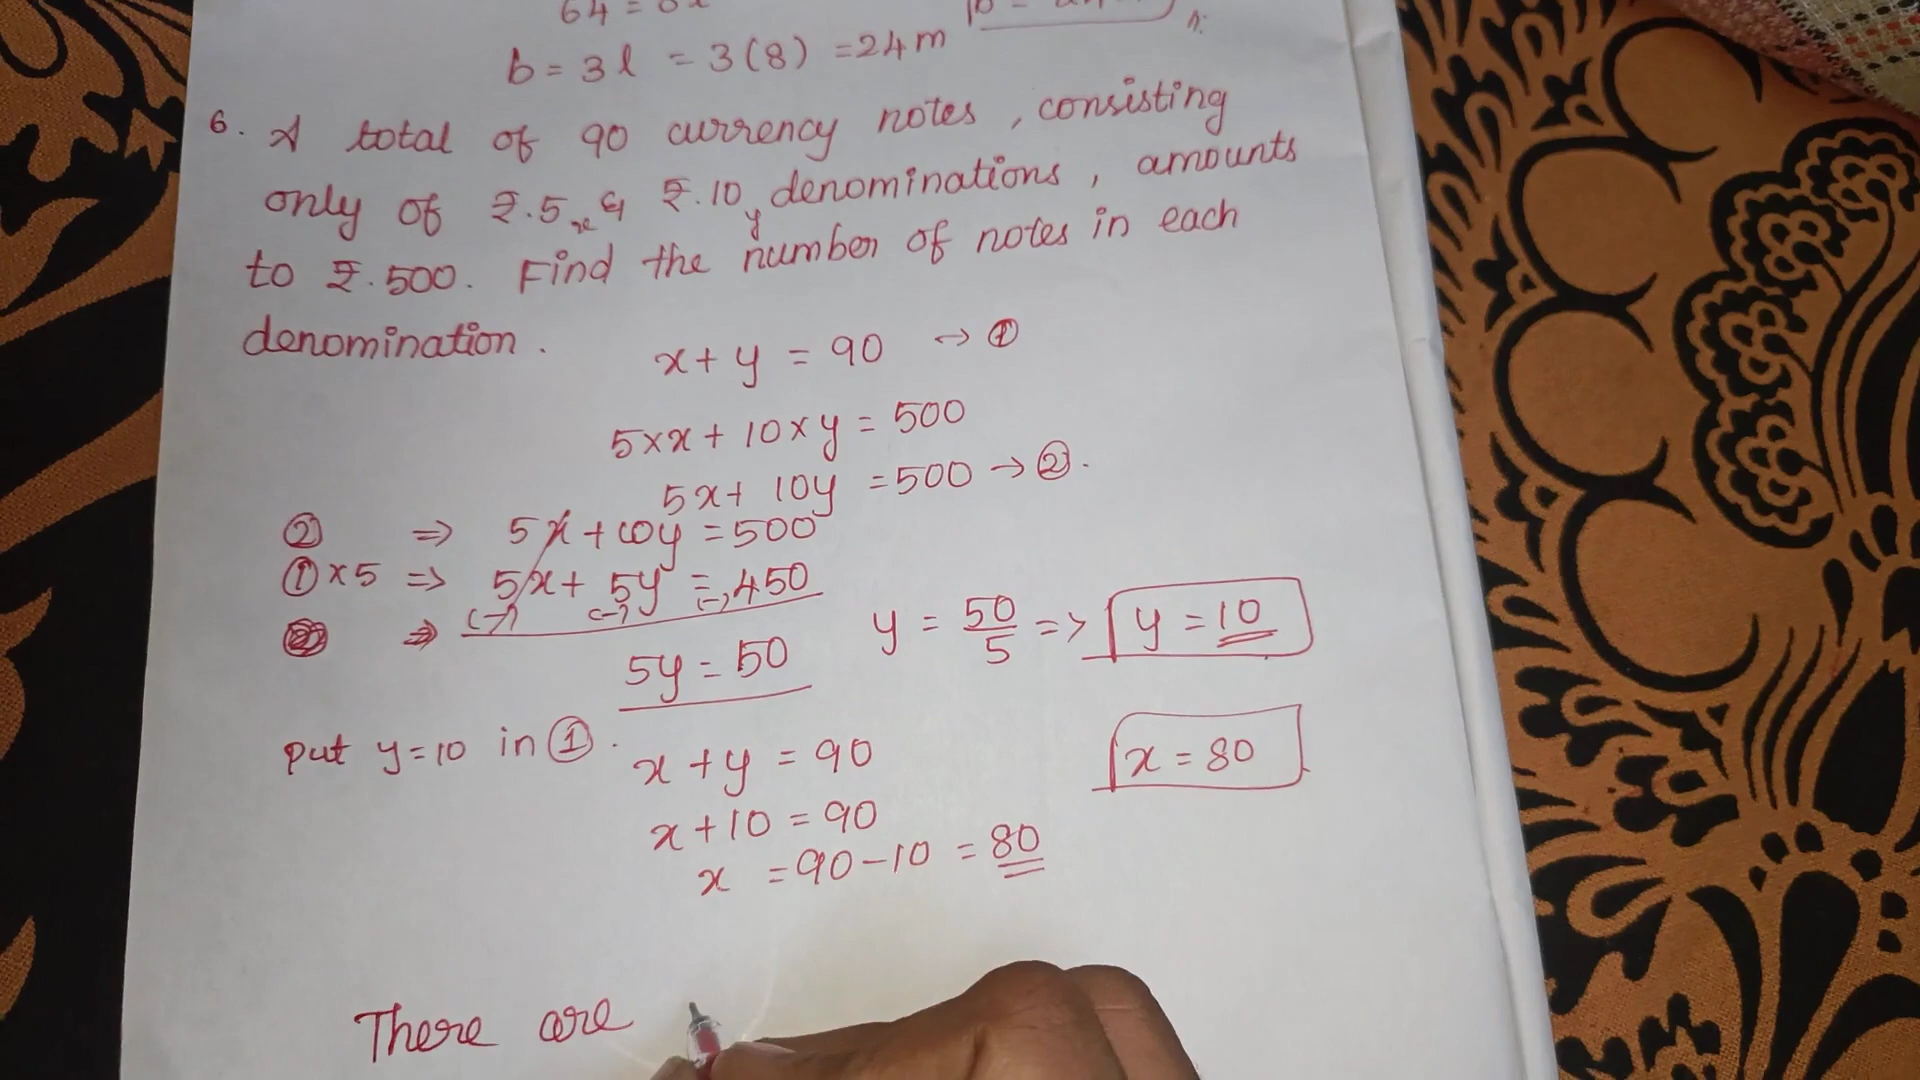 64 =
b = 3l = 3(8) = 24m
6. A total of 90 currency notes, consisting
only of ₹.5 x & ₹.10 y denominations, amounts
to ₹.500. Find the number of notes in each
denomination.
x + y = 90 → ①
5×x + 10×y = 500
5x + 10y = 500 → ②.
② ⇒ 5x + 10y = 500
①×5 ⇒ 5x + 5y = 450
(-) (-) (-)
5y = 50
y = 50/5 => y = 10
put y=10 in ①.
x + y = 90
x = 80
x + 10 = 90
x = 90 - 10 = 80
There are